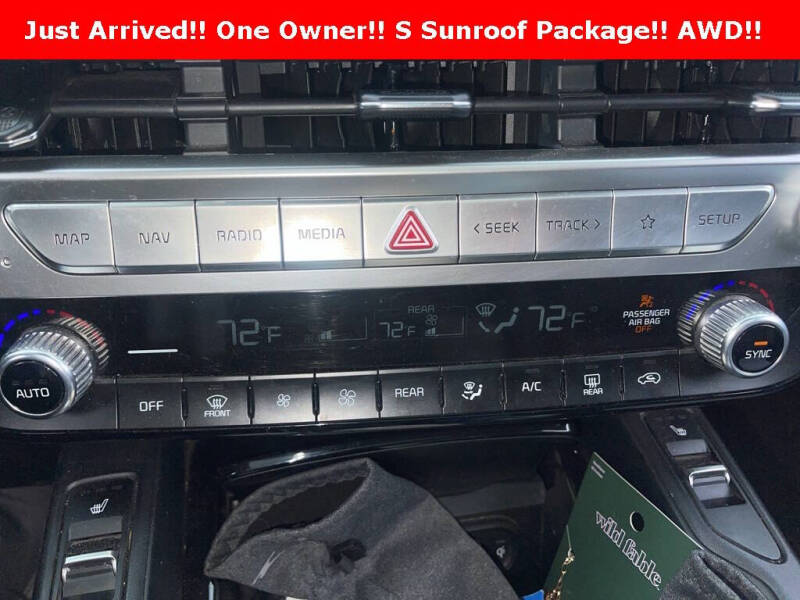 Just Arrived!! One Owner!! S Sunroof Package!! AWD!!
MAP NAV RADIO MEDIA < SEEK TRACK > SETUP
REAR
72°F 72°F 72°F
PASSENGER
AIR BAG
OFF
AUTO
SYNC
OFF FRONT REAR A/C REAR
wild fable